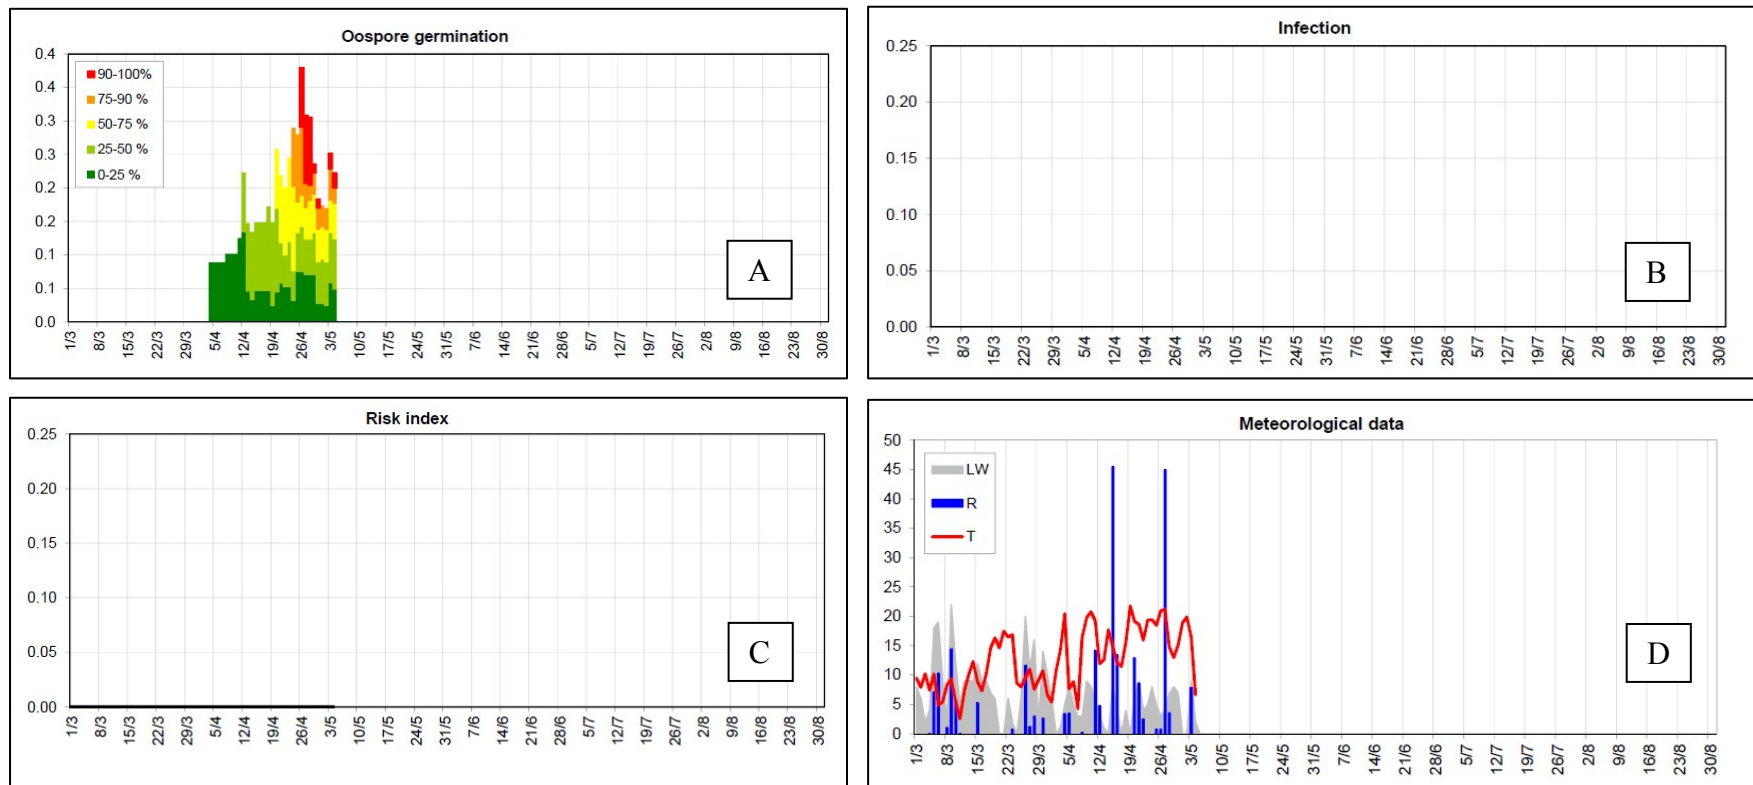 Oospore germination
0.4
0.4
0.3
0.3
0.2
0.2
0.1
0.1
0.0
90-100%
75-90 %
50-75 %
25-50 %
0-25 %
A
1/3 8/3 15/3 22/3 29/3 5/4 12/4 19/4 26/4 3/5 10/5 17/5 24/5 31/5 7/6 14/6 21/6 28/6 5/7 12/7 19/7 26/7 2/8 9/8 16/8 23/8 30/8
Infection
0.25
0.20
0.15
0.10
0.05
0.00
B
1/3 8/3 15/3 22/3 29/3 5/4 12/4 19/4 26/4 3/5 10/5 17/5 24/5 31/5 7/6 14/6 21/6 28/6 5/7 12/7 19/7 26/7 2/8 9/8 16/8 23/8 30/8
Risk index
0.25
0.20
0.15
0.10
0.05
0.00
C
1/3 8/3 15/3 22/3 29/3 5/4 12/4 19/4 26/4 3/5 10/5 17/5 24/5 31/5 7/6 14/6 21/6 28/6 5/7 12/7 19/7 26/7 2/8 9/8 16/8 23/8 30/8
Meteorological data
50
45
40
35
30
25
20
15
10
5
0
LW
R
T
D
1/3 8/3 15/3 22/3 29/3 5/4 12/4 19/4 26/4 3/5 10/5 17/5 24/5 31/5 7/6 14/6 21/6 28/6 5/7 12/7 19/7 26/7 2/8 9/8 16/8 23/8 30/8